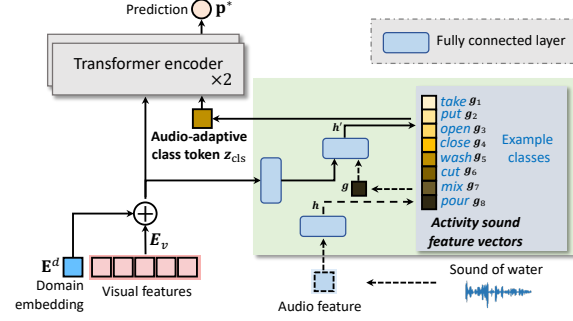 Prediction p*
Transformer encoder
×2
Fully connected layer
Audio-adaptive
class token z_cls
h'
g
h
take g₁
put g₂
open g₃
close g₄
wash g₅
cut g₆
mix g₇
pour g₈
Example
classes
Activity sound
feature vectors
E^d
E_v
Domain
embedding
Visual features
Audio feature
Sound of water